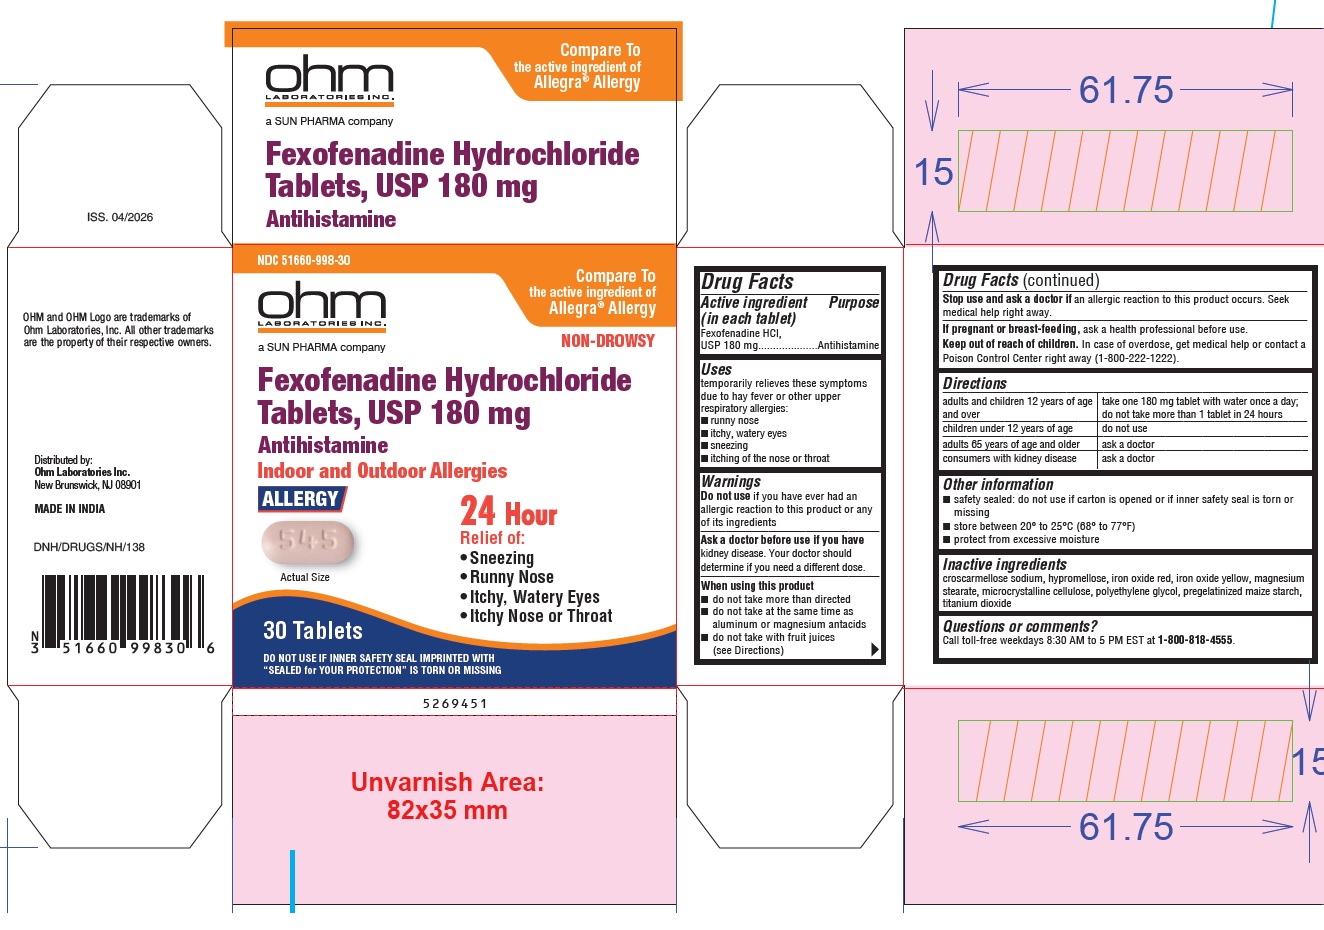 Compare To
the active ingredient of
Allegra® Allergy
ohm
LABORATORIES INC.
a SUN PHARMA company
Fexofenadine Hydrochloride
Tablets, USP 180 mg
Antihistamine
ISS. 04/2026
OHM and OHM Logo are trademarks of
Ohm Laboratories, Inc. All other trademarks
are the property of their respective owners.
Distributed by:
Ohm Laboratories Inc.
New Brunswick, NJ 08901
MADE IN INDIA
DNH/DRUGS/NH/138
N
3 51660 99830 6
NDC 51660-998-30
Compare To
the active ingredient of
Allegra® Allergy
ohm
LABORATORIES INC.
a SUN PHARMA company
NON-DROWSY
Fexofenadine Hydrochloride
Tablets, USP 180 mg
Antihistamine
Indoor and Outdoor Allergies
ALLERGY
545
Actual Size
24 Hour
Relief of:
• Sneezing
• Runny Nose
• Itchy, Watery Eyes
• Itchy Nose or Throat
30 Tablets
DO NOT USE IF INNER SAFETY SEAL IMPRINTED WITH
“SEALED for YOUR PROTECTION” IS TORN OR MISSING
5269451
Unvarnish Area:
82x35 mm
Drug Facts
Active ingredient Purpose
(in each tablet)
Fexofenadine HCl,
USP 180 mg....................Antihistamine
Uses
temporarily relieves these symptoms
due to hay fever or other upper
respiratory allergies:
■ runny nose
■ itchy, watery eyes
■ sneezing
■ itching of the nose or throat
Warnings
Do not use if you have ever had an
allergic reaction to this product or any
of its ingredients
Ask a doctor before use if you have
kidney disease. Your doctor should
determine if you need a different dose.
When using this product
■ do not take more than directed
■ do not take at the same time as
aluminum or magnesium antacids
■ do not take with fruit juices
(see Directions)
61.75
15
Drug Facts (continued)
Stop use and ask a doctor if an allergic reaction to this product occurs. Seek
medical help right away.
If pregnant or breast-feeding, ask a health professional before use.
Keep out of reach of children. In case of overdose, get medical help or contact a
Poison Control Center right away (1-800-222-1222).
Directions
adults and children 12 years of age take one 180 mg tablet with water once a day;
and over do not take more than 1 tablet in 24 hours
children under 12 years of age do not use
adults 65 years of age and older ask a doctor
consumers with kidney disease ask a doctor
Other information
■ safety sealed: do not use if carton is opened or if inner safety seal is torn or
missing
■ store between 20° to 25°C (68° to 77°F)
■ protect from excessive moisture
Inactive ingredients
croscarmellose sodium, hypromellose, iron oxide red, iron oxide yellow, magnesium
stearate, microcrystalline cellulose, polyethylene glycol, pregelatinized maize starch,
titanium dioxide
Questions or comments?
Call toll-free weekdays 8:30 AM to 5 PM EST at 1-800-818-4555.
15
61.75